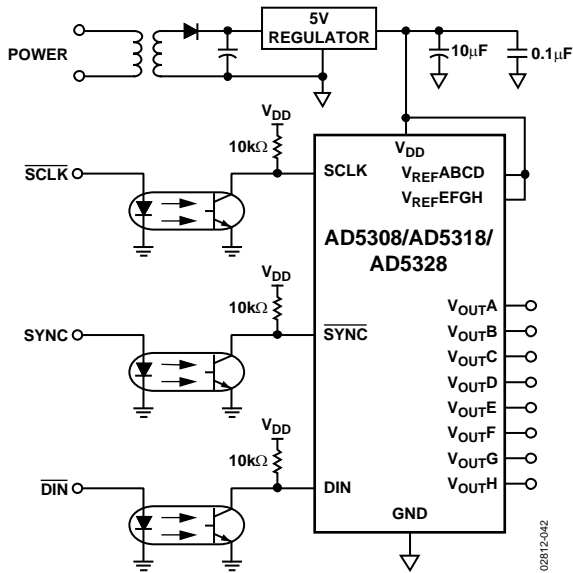 POWER
5V
REGULATOR
10µF
0.1µF
VDD
10kΩ
SCLK
SCLK
VDD
VREFABCD
VREFEFGH
AD5308/AD5318/
AD5328
VDD
10kΩ
SYNC
SYNC
VOUTA
VOUTB
VOUTC
VOUTD
VOUTE
VOUTF
VOUTG
VOUTH
VDD
10kΩ
DIN
DIN
GND
02812-042